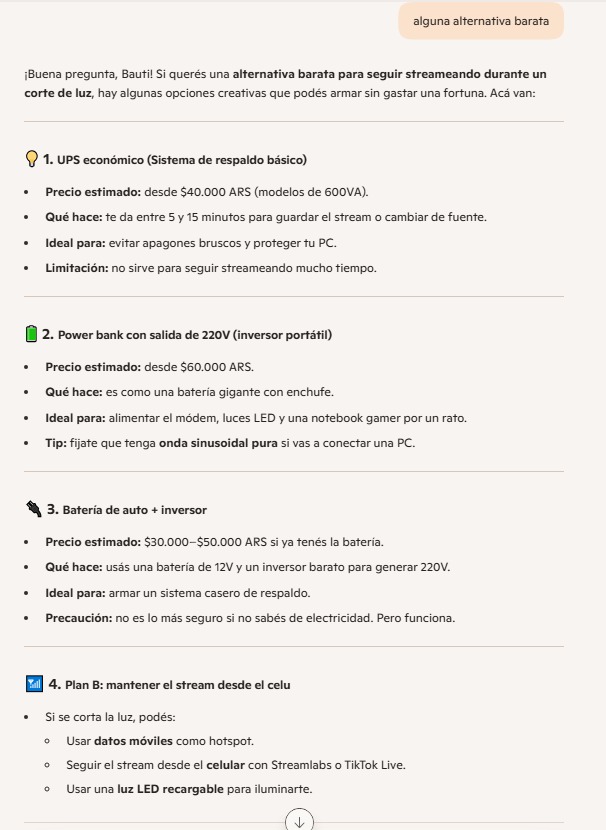 alguna alternativa barata
¡Buena pregunta, Bauti! Si querés una alternativa barata para seguir streameando durante un
corte de luz, hay algunas opciones creativas que podés armar sin gastar una fortuna. Acá van:
1. UPS económico (Sistema de respaldo básico)
Precio estimado: desde $40.000 ARS (modelos de 600VA).
Qué hace: te da entre 5 y 15 minutos para guardar el stream o cambiar de fuente.
Ideal para: evitar apagones bruscos y proteger tu PC.
Limitación: no sirve para seguir streameando mucho tiempo.
2. Power bank con salida de 220V (inversor portátil)
Precio estimado: desde $60.000 ARS.
Qué hace: es como una batería gigante con enchufe.
Ideal para: alimentar el módem, luces LED y una notebook gamer por un rato.
Tip: fijate que tenga onda sinusoidal pura si vas a conectar una PC.
3. Batería de auto + inversor
Precio estimado: $30.000–$50.000 ARS si ya tenés la batería.
Qué hace: usás una batería de 12V y un inversor barato para generar 220V.
Ideal para: armar un sistema casero de respaldo.
Precaución: no es lo más seguro si no sabés de electricidad. Pero funciona.
4. Plan B: mantener el stream desde el celu
Si se corta la luz, podés:
Usar datos móviles como hotspot.
Seguir el stream desde el celular con Streamlabs o TikTok Live.
Usar una luz LED recargable para iluminarte.